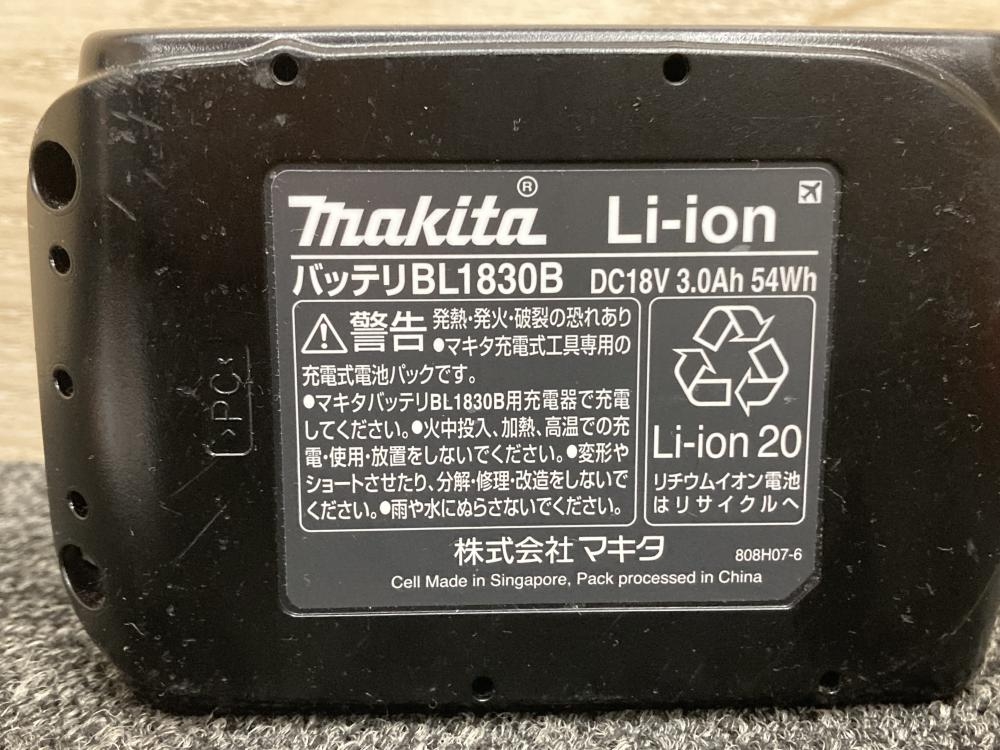 makita® Li-ion
バッテリBL1830B DC18V 3.0Ah 54Wh
警告 発熱・発火・破裂の恐れあり
●マキタ充電式工具専用の
充電式電池パックです。
●マキタバッテリBL1830B用充電器で充電
してください。●火中投入、加熱、高温での充
電・使用・放置をしないでください。●変形や
ショートさせたり、分解・修理・改造をしないで
ください。●雨や水にぬらさないでください。
Li-ion 20
リチウムイオン電池
はリサイクルへ
株式会社マキタ 808H07-6
Cell Made in Singapore, Pack processed in China
>PC<